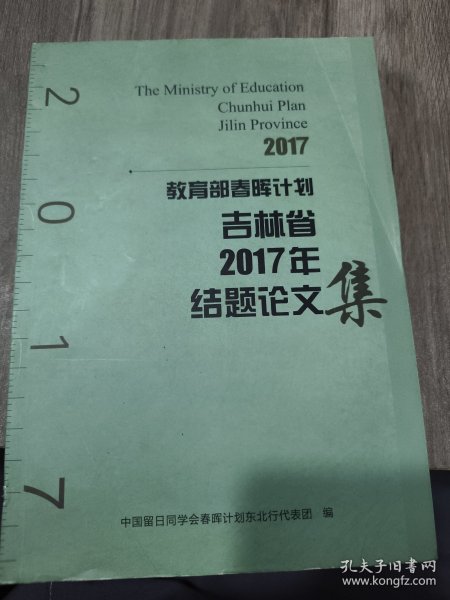 The Ministry of Education
Chunhui Plan
Jilin Province
2017
教育部春晖计划
吉林省
2017年
结题论文集
2
0
1
7
中国留日同学会春晖计划东北行代表团 编
孔夫子旧书网
www.kongfz.com